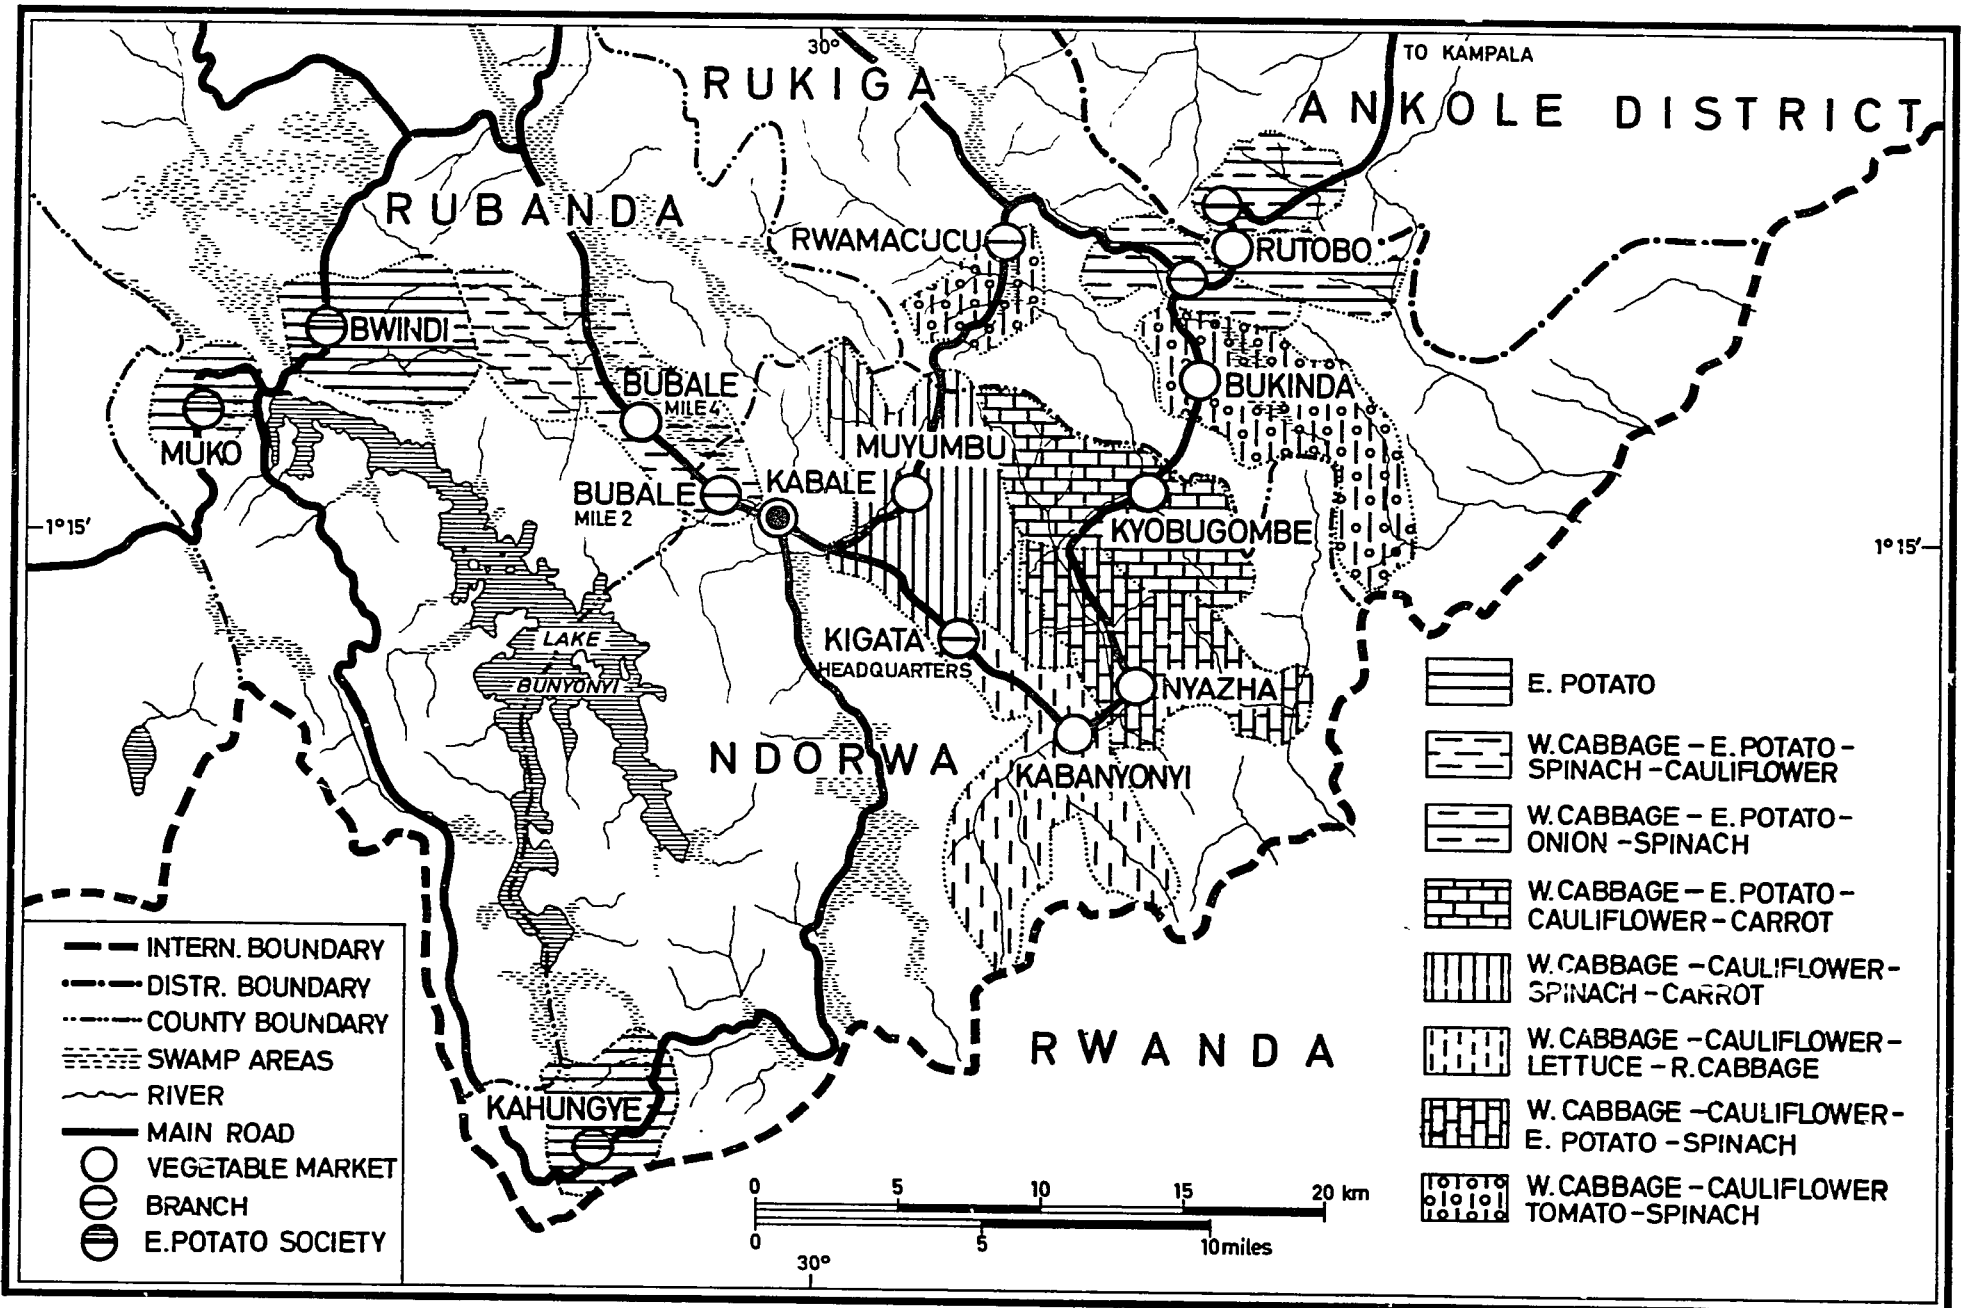 30°
TO KAMPALA
RUKIGA
ANKOLE DISTRICT
RUBANDA
RWAMACUCU
RUTOBO
BWINDI
BUBALE
MILE 4
BUKINDA
MUKO
MUYUMBU
KABALE
BUBALE
MILE 2
1°15'
KYOBUGOMBE
1°15'
LAKE
BUNYONYI
KIGATA
HEADQUARTERS
NYAZHA
NDORWA
KABANYONYI
RWANDA
KAHUNGYE
E. POTATO
W.CABBAGE – E.POTATO –
SPINACH – CAULIFLOWER
W.CABBAGE – E.POTATO –
ONION – SPINACH
W.CABBAGE – E.POTATO –
CAULIFLOWER – CARROT
W.CABBAGE – CAULIFLOWER –
SPINACH – CARROT
W.CABBAGE – CAULIFLOWER –
LETTUCE – R.CABBAGE
W.CABBAGE – CAULIFLOWER –
E. POTATO – SPINACH
W.CABBAGE – CAULIFLOWER
TOMATO – SPINACH
INTERN. BOUNDARY
DISTR. BOUNDARY
COUNTY BOUNDARY
SWAMP AREAS
RIVER
MAIN ROAD
VEGETABLE MARKET
BRANCH
E.POTATO SOCIETY
0 5 10 15 20 km
0 5 10 miles
30°